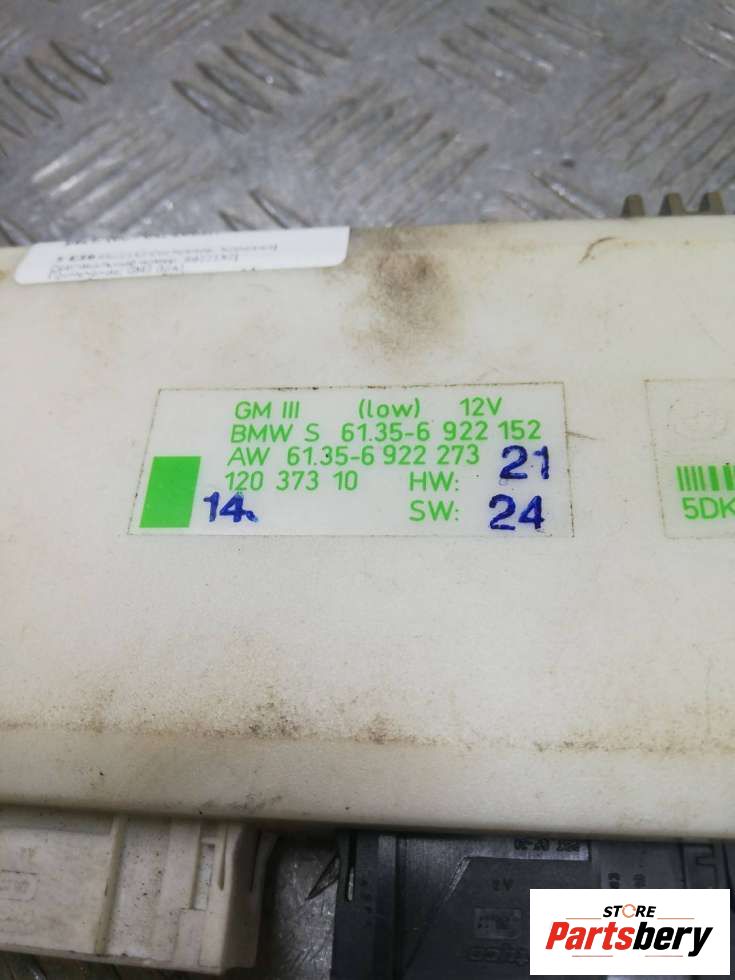 GM III (low) 12V
BMW S 61.35-6 922 152
AW 61.35-6 922 273
120 373 10 HW: 21
14. SW: 24
5DK
STORE
Partsbery